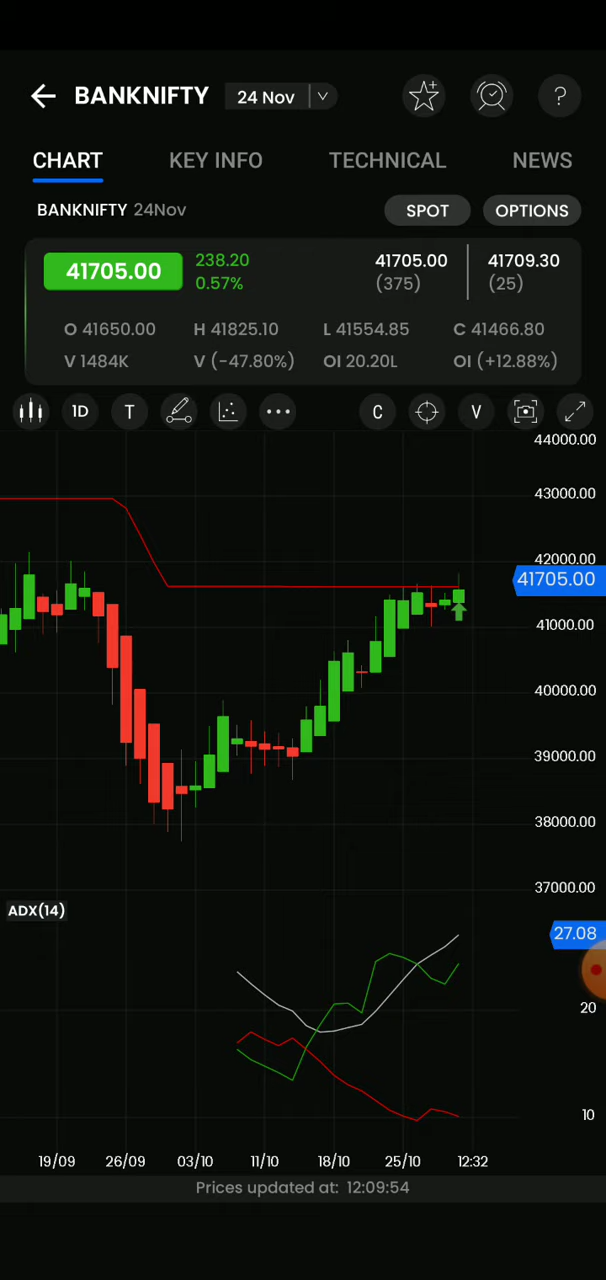 BANKNIFTY 24 Nov ?
CHART KEY INFO TECHNICAL NEWS
BANKNIFTY 24Nov SPOT OPTIONS
41705.00 238.20 0.57% 41705.00 (375) 41709.30 (25)
O 41650.00 H 41825.10 L 41554.85 C 41466.80
V 1484K V (-47.80%) OI 20.20L OI (+12.88%)
1D T C V
44000.00
43000.00
42000.00
41705.00
41000.00
40000.00
39000.00
38000.00
37000.00
ADX(14)
27.08
20
10
19/09 26/09 03/10 11/10 18/10 25/10 12:32
Prices updated at: 12:09:54